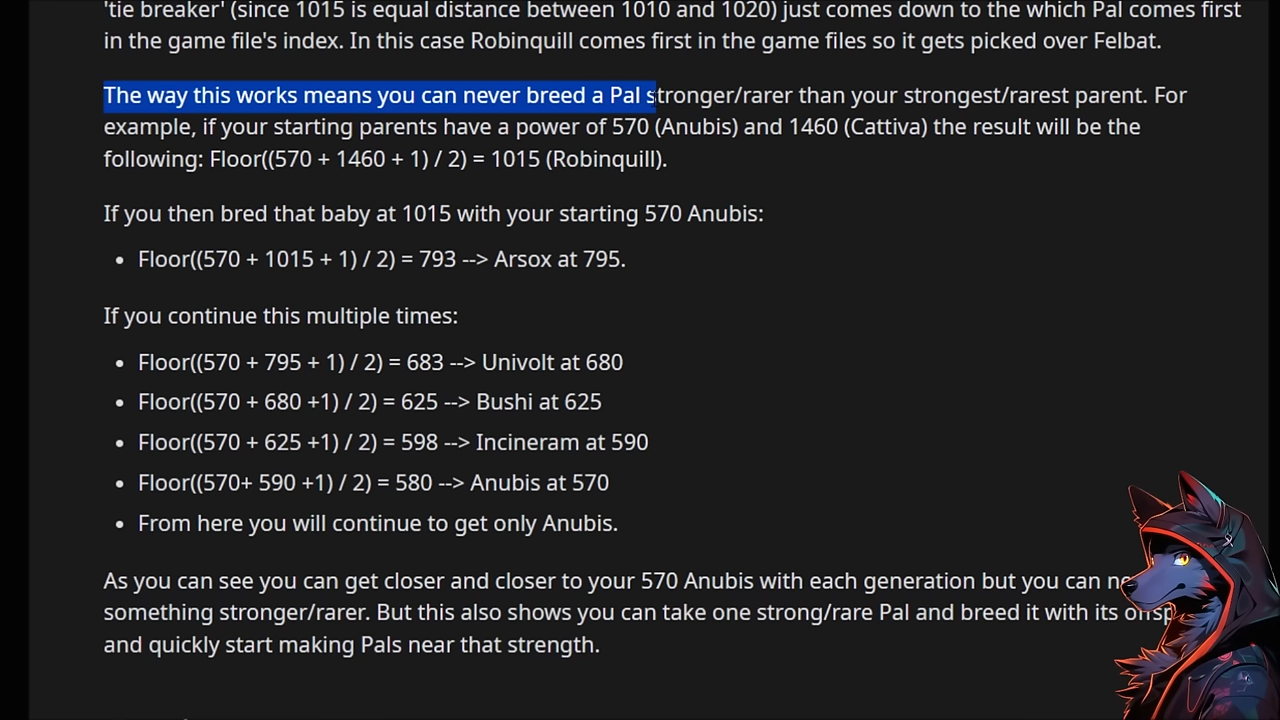 'tie breaker' (since 1015 is equal distance between 1010 and 1020) just comes down to the which Pal comes first
in the game file's index. In this case Robinquill comes first in the game files so it gets picked over Felbat.
The way this works means you can never breed a Pal stronger/rarer than your strongest/rarest parent. For
example, if your starting parents have a power of 570 (Anubis) and 1460 (Cattiva) the result will be the
following: Floor((570 + 1460 + 1) / 2) = 1015 (Robinquill).
If you then bred that baby at 1015 with your starting 570 Anubis:
• Floor((570 + 1015 + 1) / 2) = 793 --> Arsox at 795.
If you continue this multiple times:
• Floor((570 + 795 + 1) / 2) = 683 --> Univolt at 680
• Floor((570 + 680 +1) / 2) = 625 --> Bushi at 625
• Floor((570 + 625 +1) / 2) = 598 --> Incineram at 590
• Floor((570+ 590 +1) / 2) = 580 --> Anubis at 570
• From here you will continue to get only Anubis.
As you can see you can get closer and closer to your 570 Anubis with each generation but you can
something stronger/rarer. But this also shows you can take one strong/rare Pal and breed it with its
and quickly start making Pals near that strength.